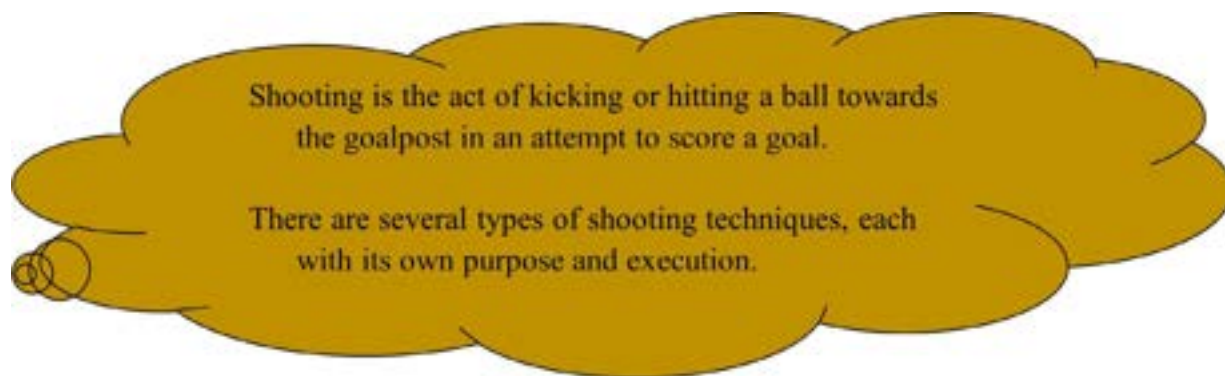 Shooting is the act of kicking or hitting a ball towards
the goalpost in an attempt to score a goal.
There are several types of shooting techniques, each
with its own purpose and execution.